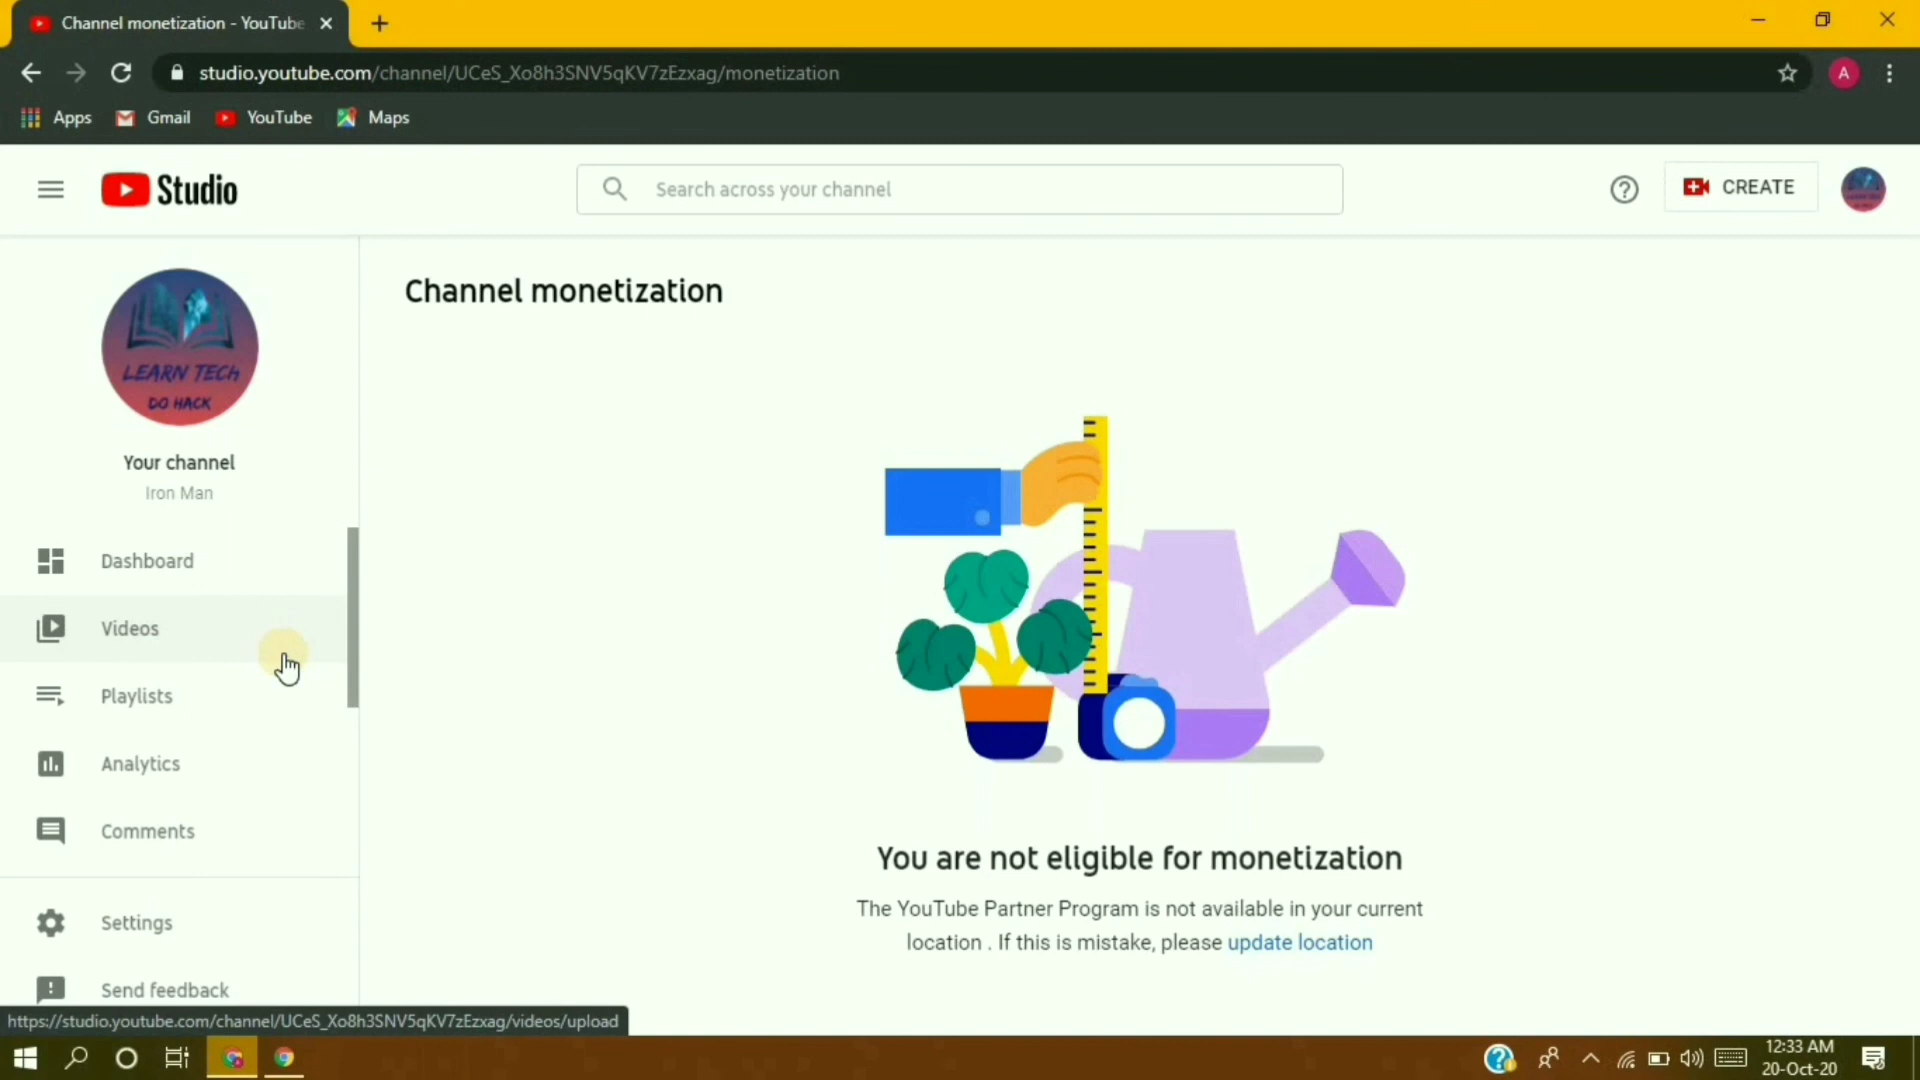 Channel monetization - YouTube
studio.youtube.com/channel/UCeS_Xo8h3SNV5qKV7zEzxag/monetization
A
Apps
Gmail
YouTube
Maps
Studio
Search across your channel
CREATE
LEARN TECH
DO HACK
Your channel
Iron Man
Dashboard
Videos
Playlists
Analytics
Comments
Settings
Send feedback
Channel monetization
You are not eligible for monetization
The YouTube Partner Program is not available in your current
location . If this is mistake, please update location
https://studio.youtube.com/channel/UCeS_Xo8h3SNV5qKV7zEzxag/videos/upload
12:33 AM
20-Oct-20